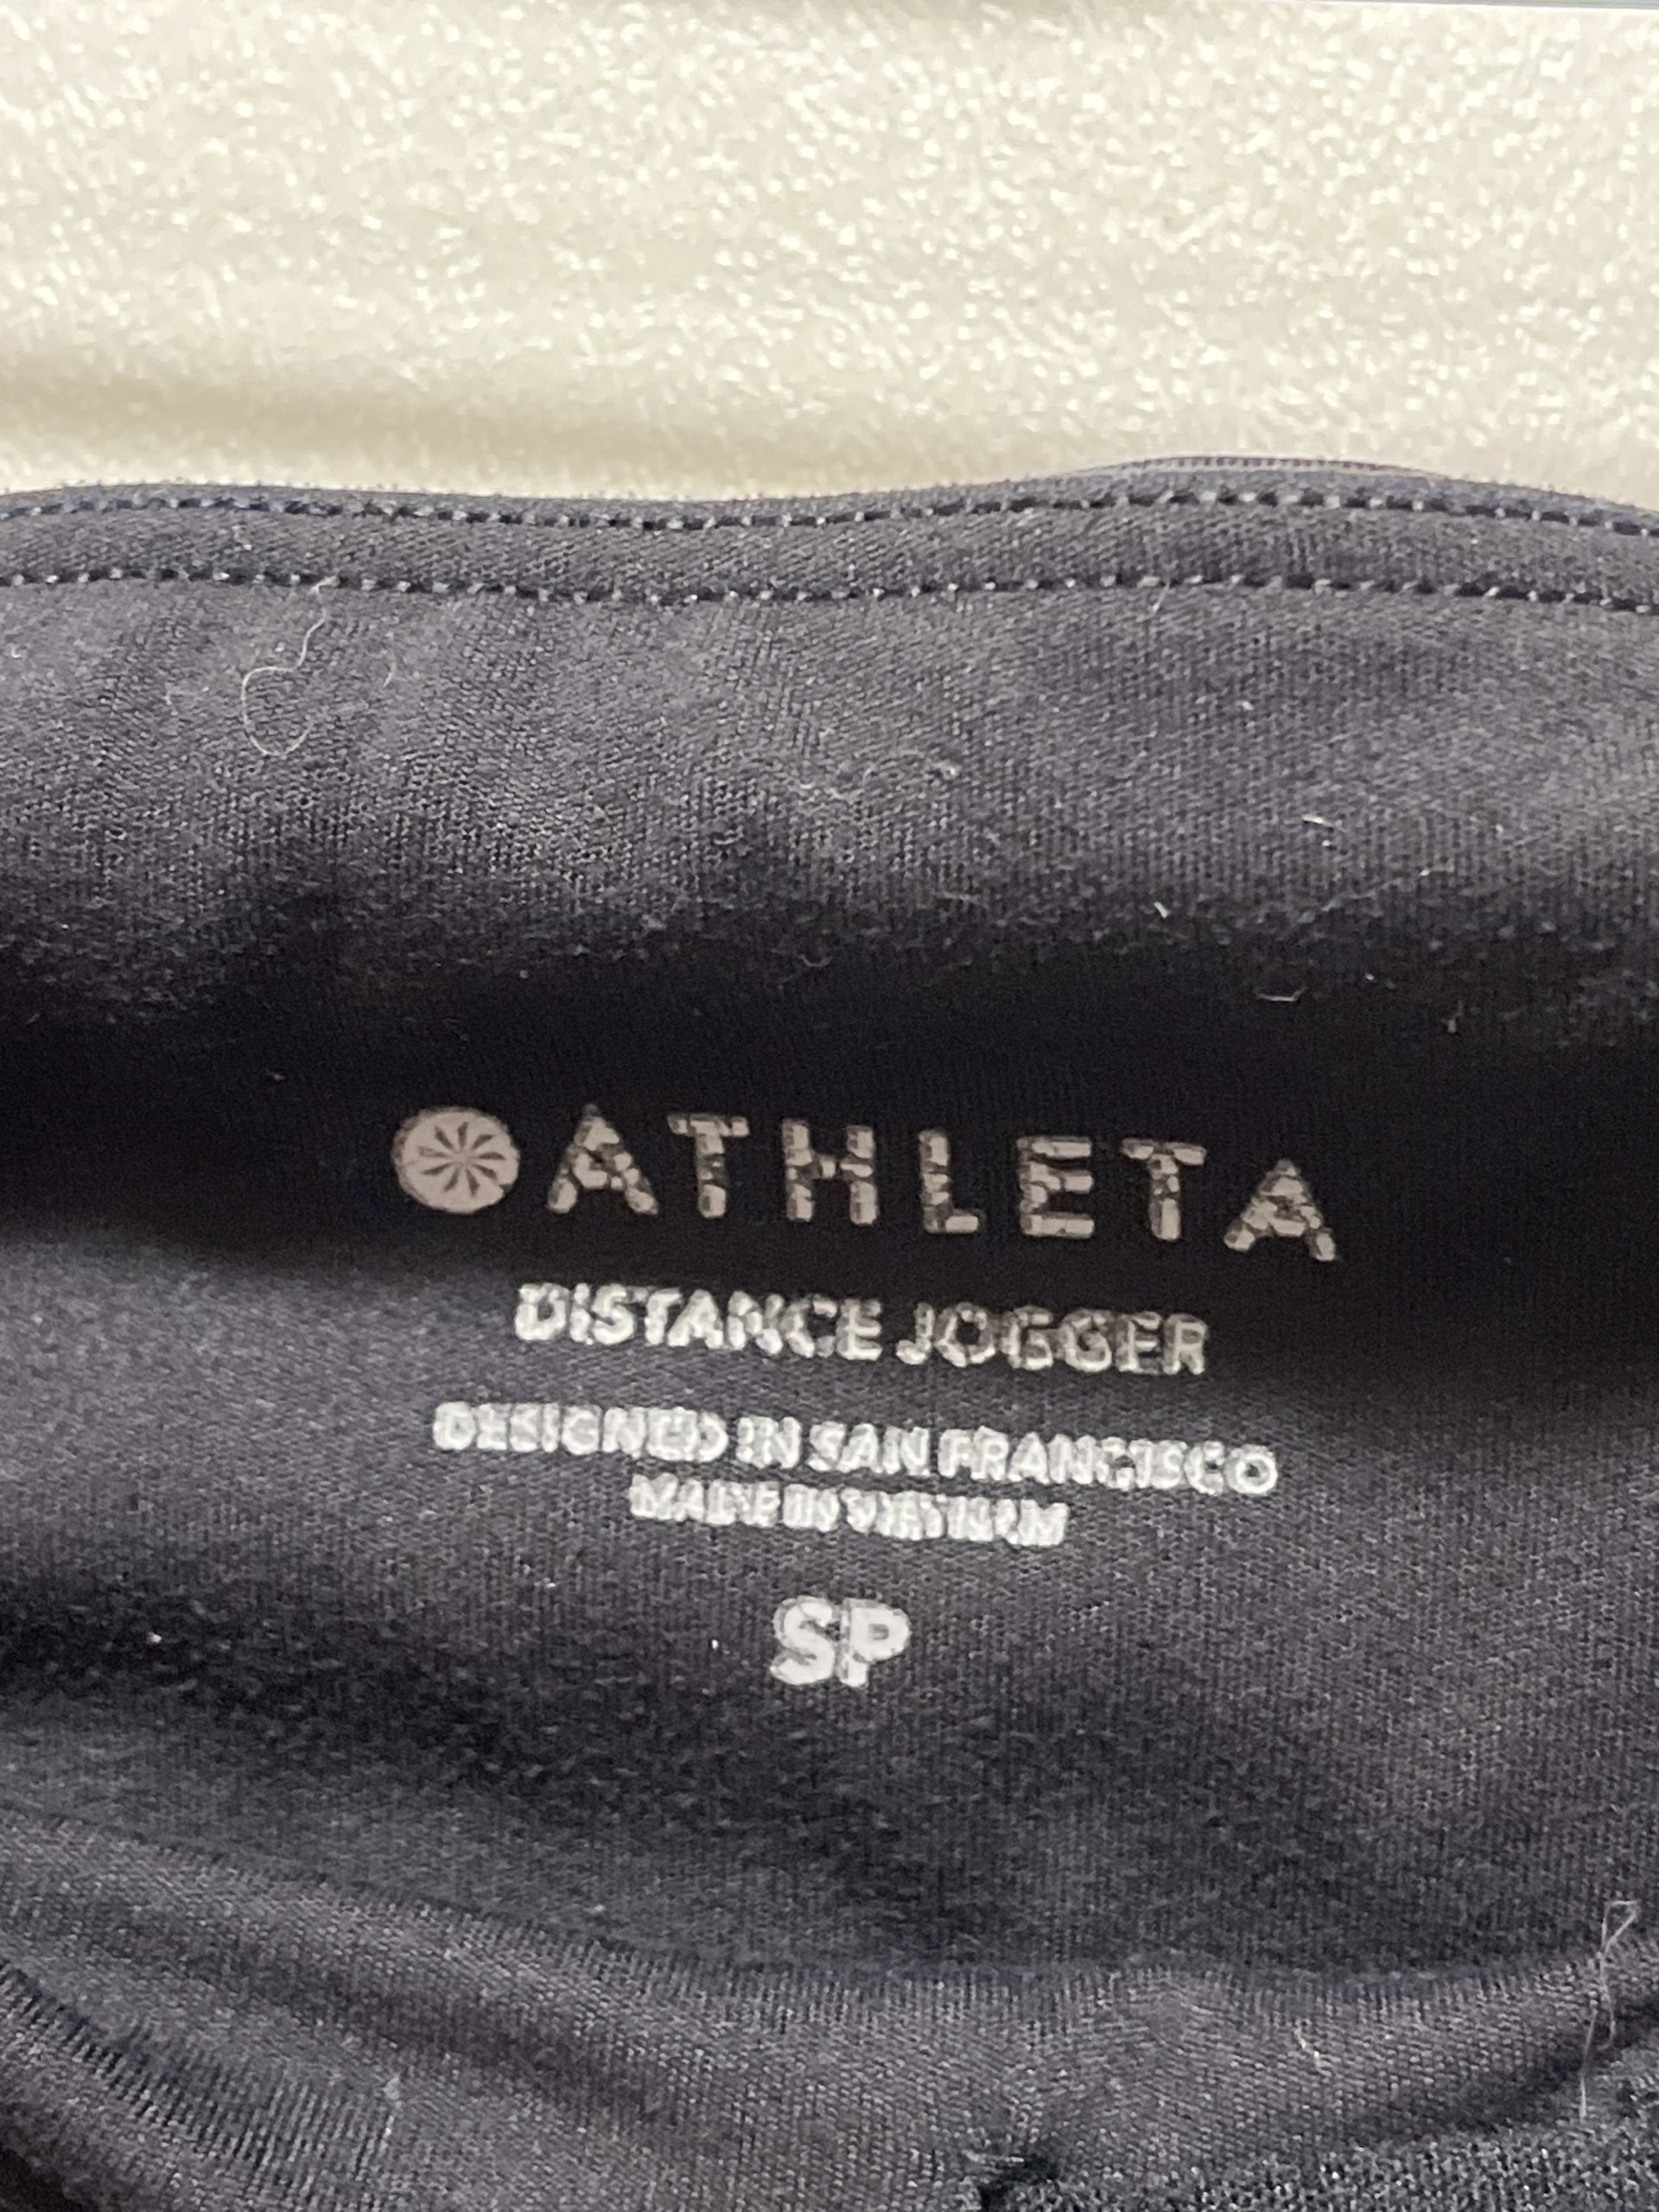 ATHLETA
DISTANCE JOGGER
DESIGNED IN SAN FRANCISCO
MADE IN VIETNAM
SP